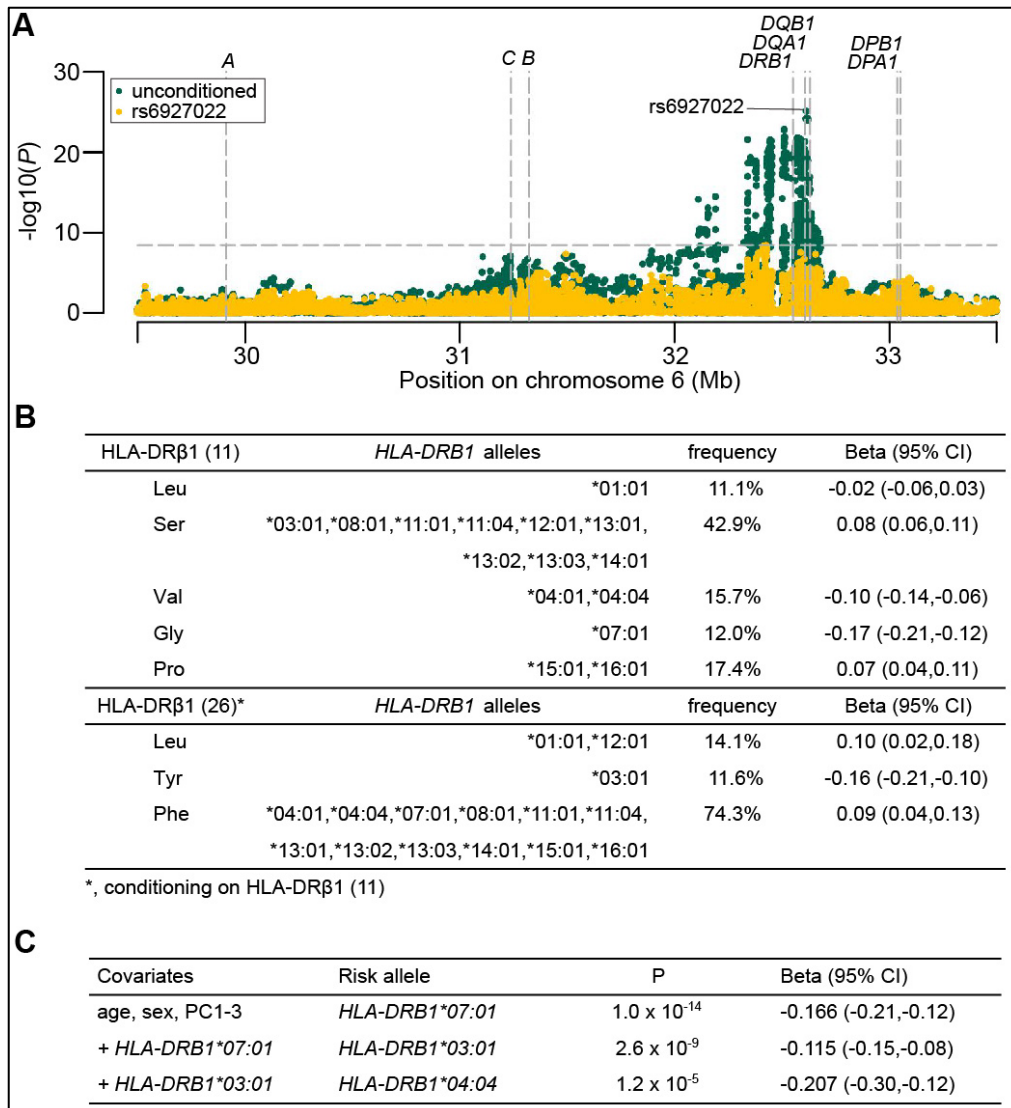 A
DQB1
DQA1
DPB1
A
C B
DRB1
DPA1
30
unconditioned
rs6927022
rs6927022
20
-log10(P)
10
0
30
31
32
33
Position on chromosome 6 (Mb)
B
HLA-DRβ1 (11) HLA-DRB1 alleles frequency Beta (95% CI)
Leu *01:01 11.1% -0.02 (-0.06,0.03)
Ser *03:01,*08:01,*11:01,*11:04,*12:01,*13:01, 42.9% 0.08 (0.06,0.11)
*13:02,*13:03,*14:01
Val *04:01,*04:04 15.7% -0.10 (-0.14,-0.06)
Gly *07:01 12.0% -0.17 (-0.21,-0.12)
Pro *15:01,*16:01 17.4% 0.07 (0.04,0.11)
HLA-DRβ1 (26)* HLA-DRB1 alleles frequency Beta (95% CI)
Leu *01:01,*12:01 14.1% 0.10 (0.02,0.18)
Tyr *03:01 11.6% -0.16 (-0.21,-0.10)
Phe *04:01,*04:04,*07:01,*08:01,*11:01,*11:04, 74.3% 0.09 (0.04,0.13)
*13:01,*13:02,*13:03,*14:01,*15:01,*16:01
*, conditioning on HLA-DRβ1 (11)
C
Covariates Risk allele P Beta (95% CI)
age, sex, PC1-3 HLA-DRB1*07:01 1.0 x 10⁻¹⁴ -0.166 (-0.21,-0.12)
+ HLA-DRB1*07:01 HLA-DRB1*03:01 2.6 x 10⁻⁹ -0.115 (-0.15,-0.08)
+ HLA-DRB1*03:01 HLA-DRB1*04:04 1.2 x 10⁻⁵ -0.207 (-0.30,-0.12)